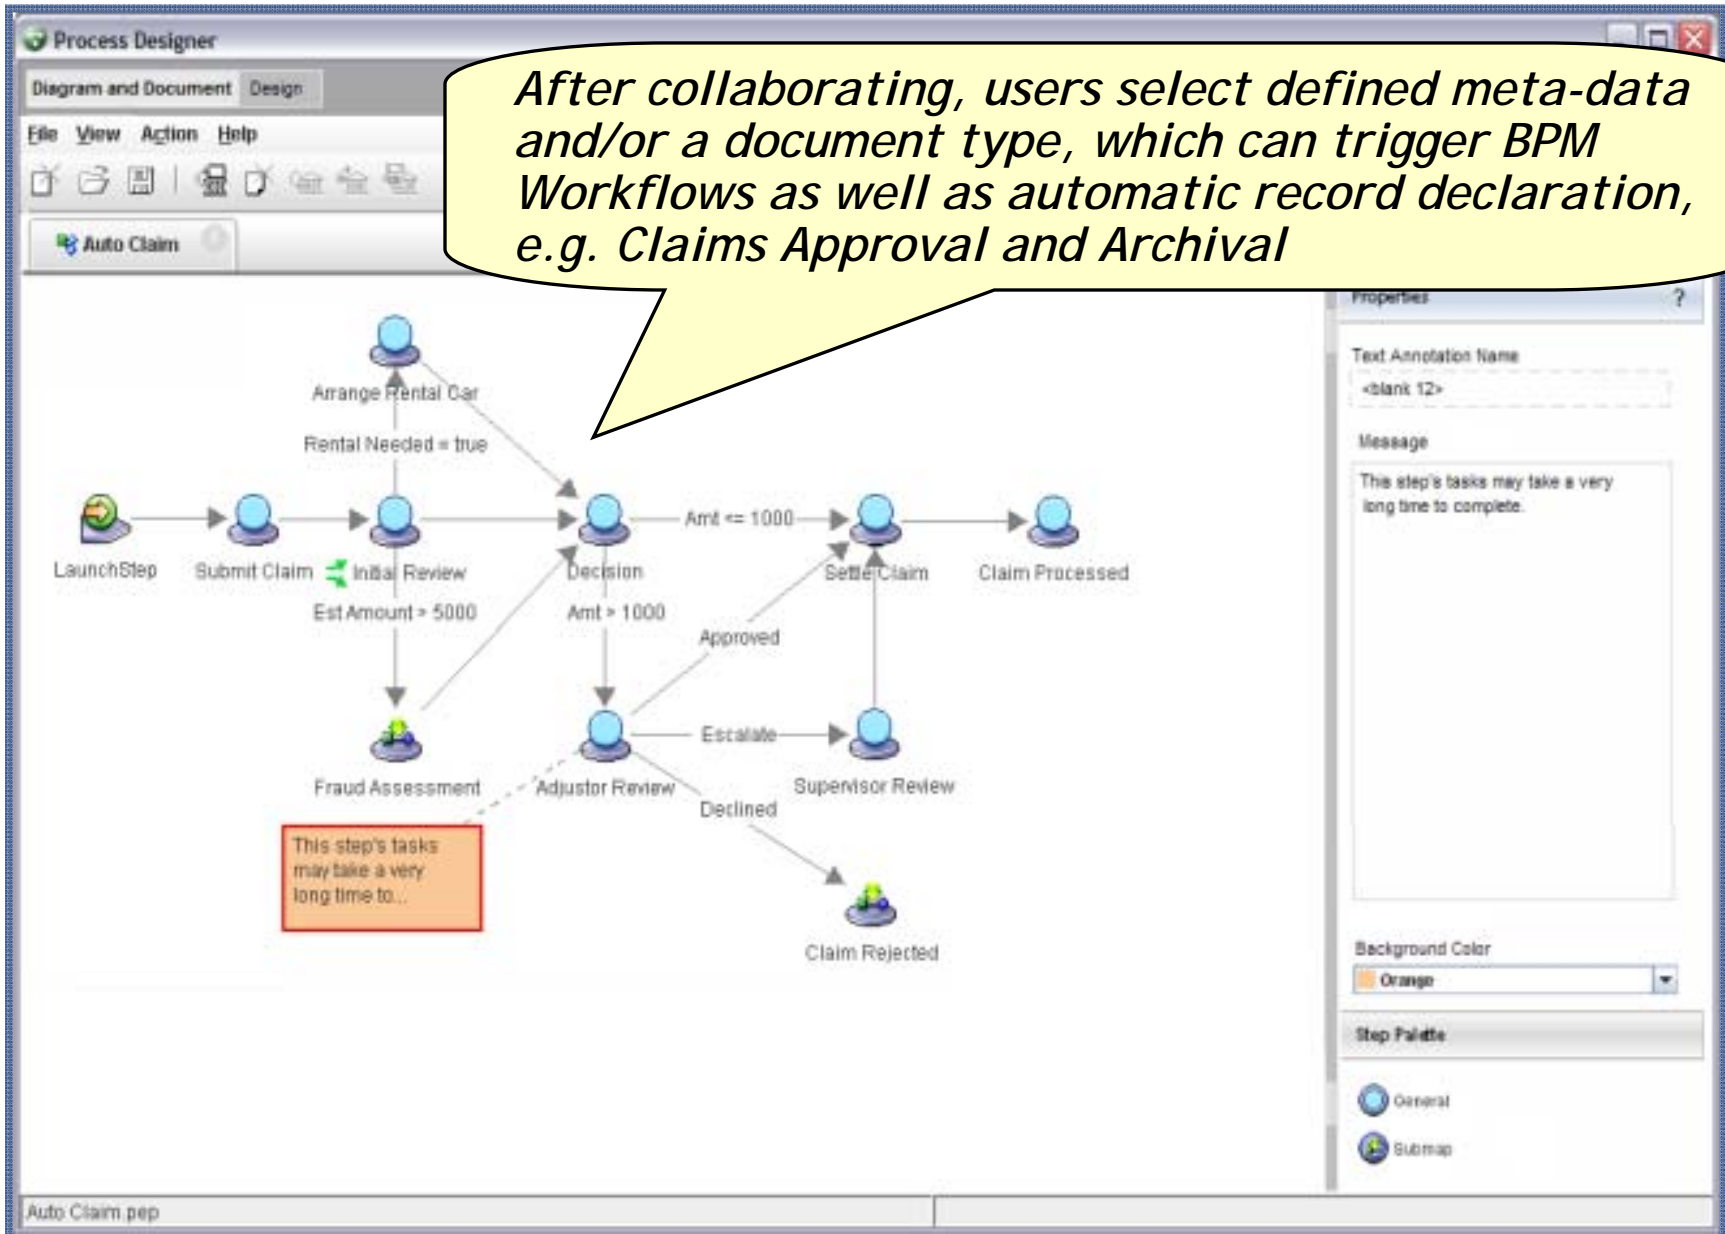 Process Designer
Diagram and Document Design
File View Action Help
Auto Claim
After collaborating, users select defined meta-data
and/or a document type, which can trigger BPM
Workflows as well as automatic record declaration,
e.g. Claims Approval and Archival
Arrange Rental Car
Rental Needed = true
Amt <= 1000
LaunchStep
Submit Claim
Initial Review
Decision
Settle Claim
Claim Processed
Est Amount > 5000
Amt > 1000
Approved
Escalate
Fraud Assessment
Adjustor Review
Supervisor Review
Declined
This step's tasks
may take a very
long time to...
Claim Rejected
Properties ?
Text Annotation Name
<blank 12>
Message
This step's tasks may take a very
long time to complete.
Background Color
Orange
Step Palette
General
Submap
Auto Claim.pep